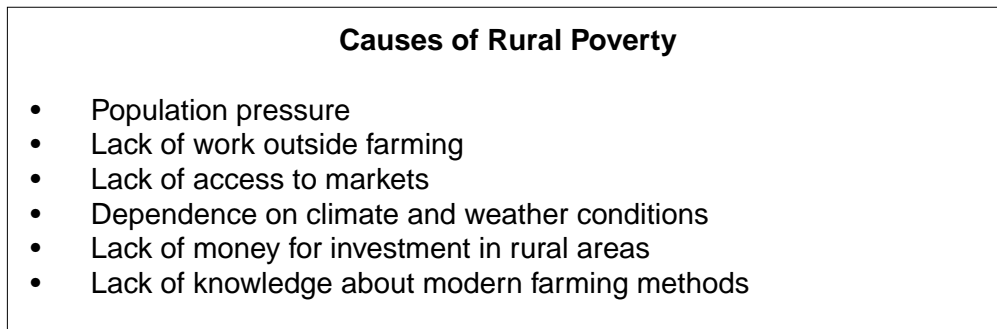 Causes of Rural Poverty
• Population pressure
• Lack of work outside farming
• Lack of access to markets
• Dependence on climate and weather conditions
• Lack of money for investment in rural areas
• Lack of knowledge about modern farming methods